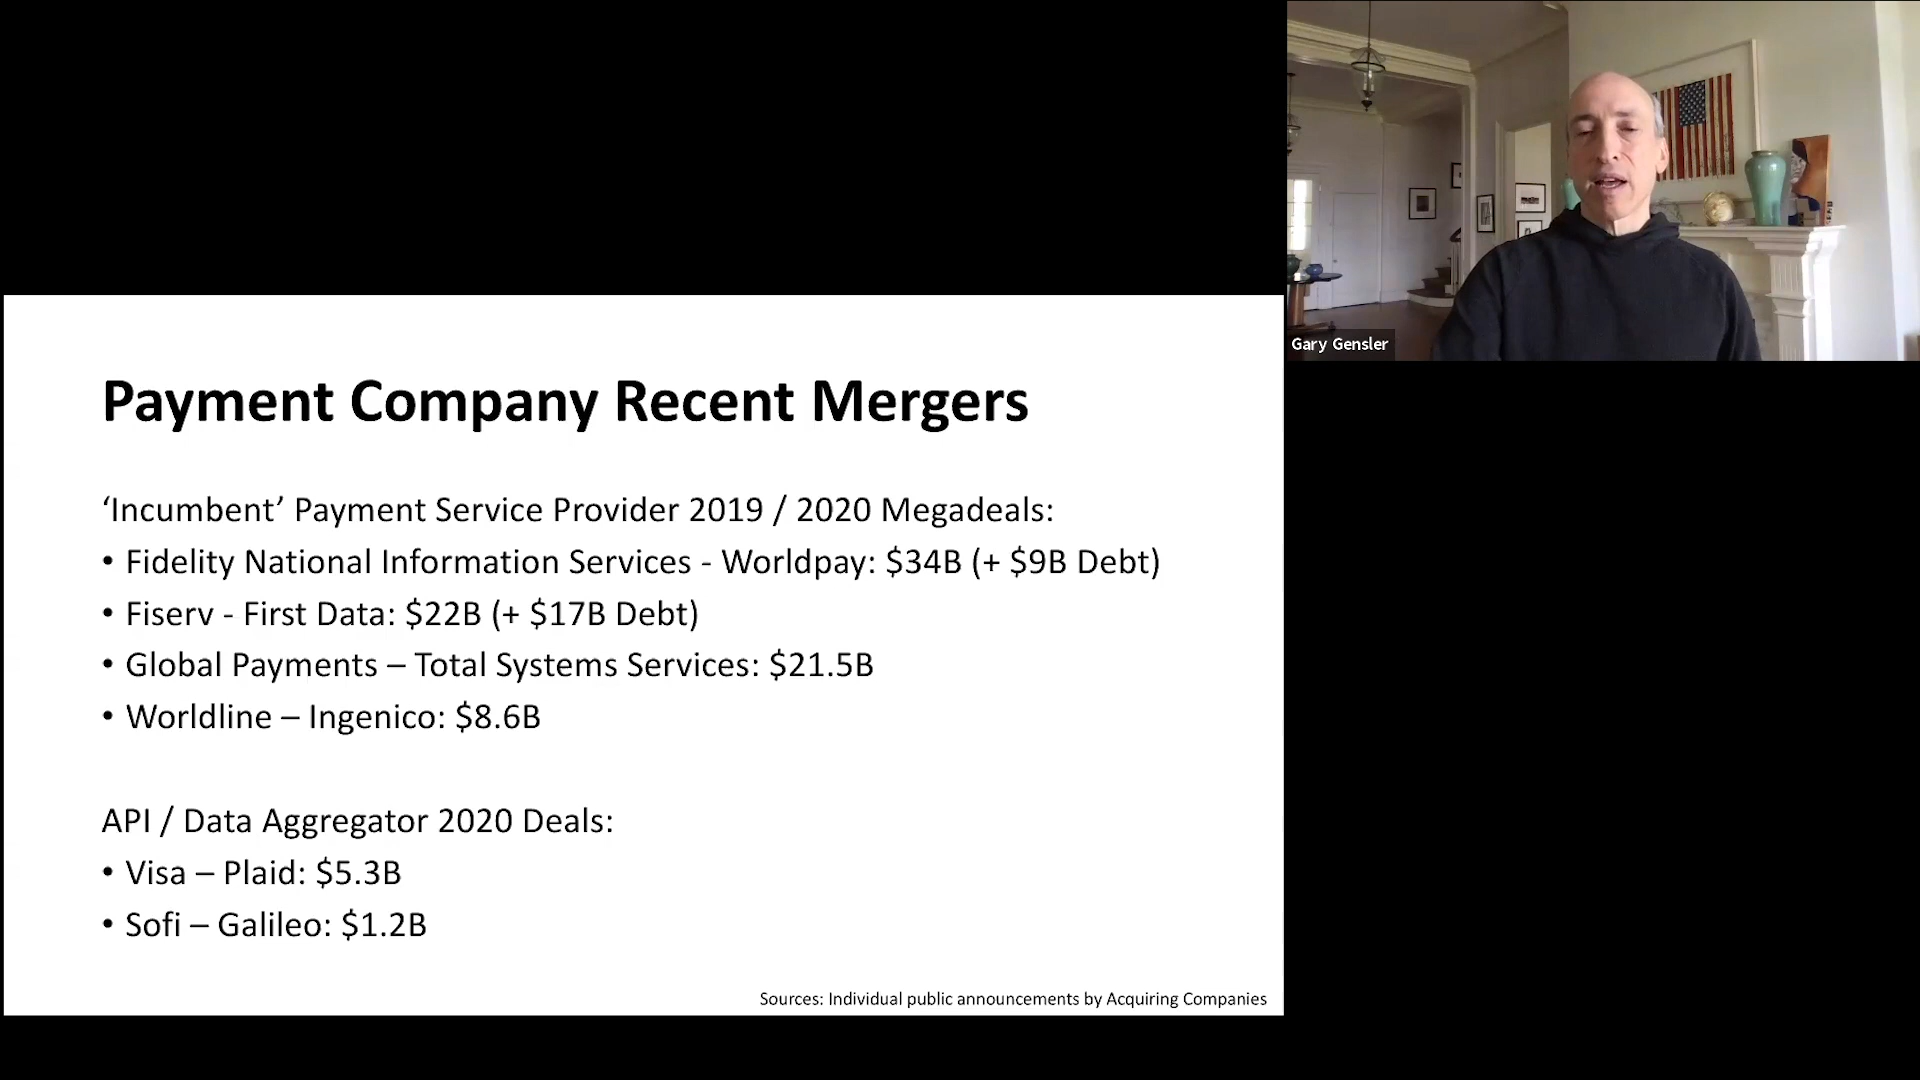 Payment Company Recent Mergers
‘Incumbent’ Payment Service Provider 2019 / 2020 Megadeals:
• Fidelity National Information Services - Worldpay: $34B (+ $9B Debt)
• Fiserv - First Data: $22B (+ $17B Debt)
• Global Payments – Total Systems Services: $21.5B
• Worldline – Ingenico: $8.6B
API / Data Aggregator 2020 Deals:
• Visa – Plaid: $5.3B
• Sofi – Galileo: $1.2B
Sources: Individual public announcements by Acquiring Companies
Gary Gensler